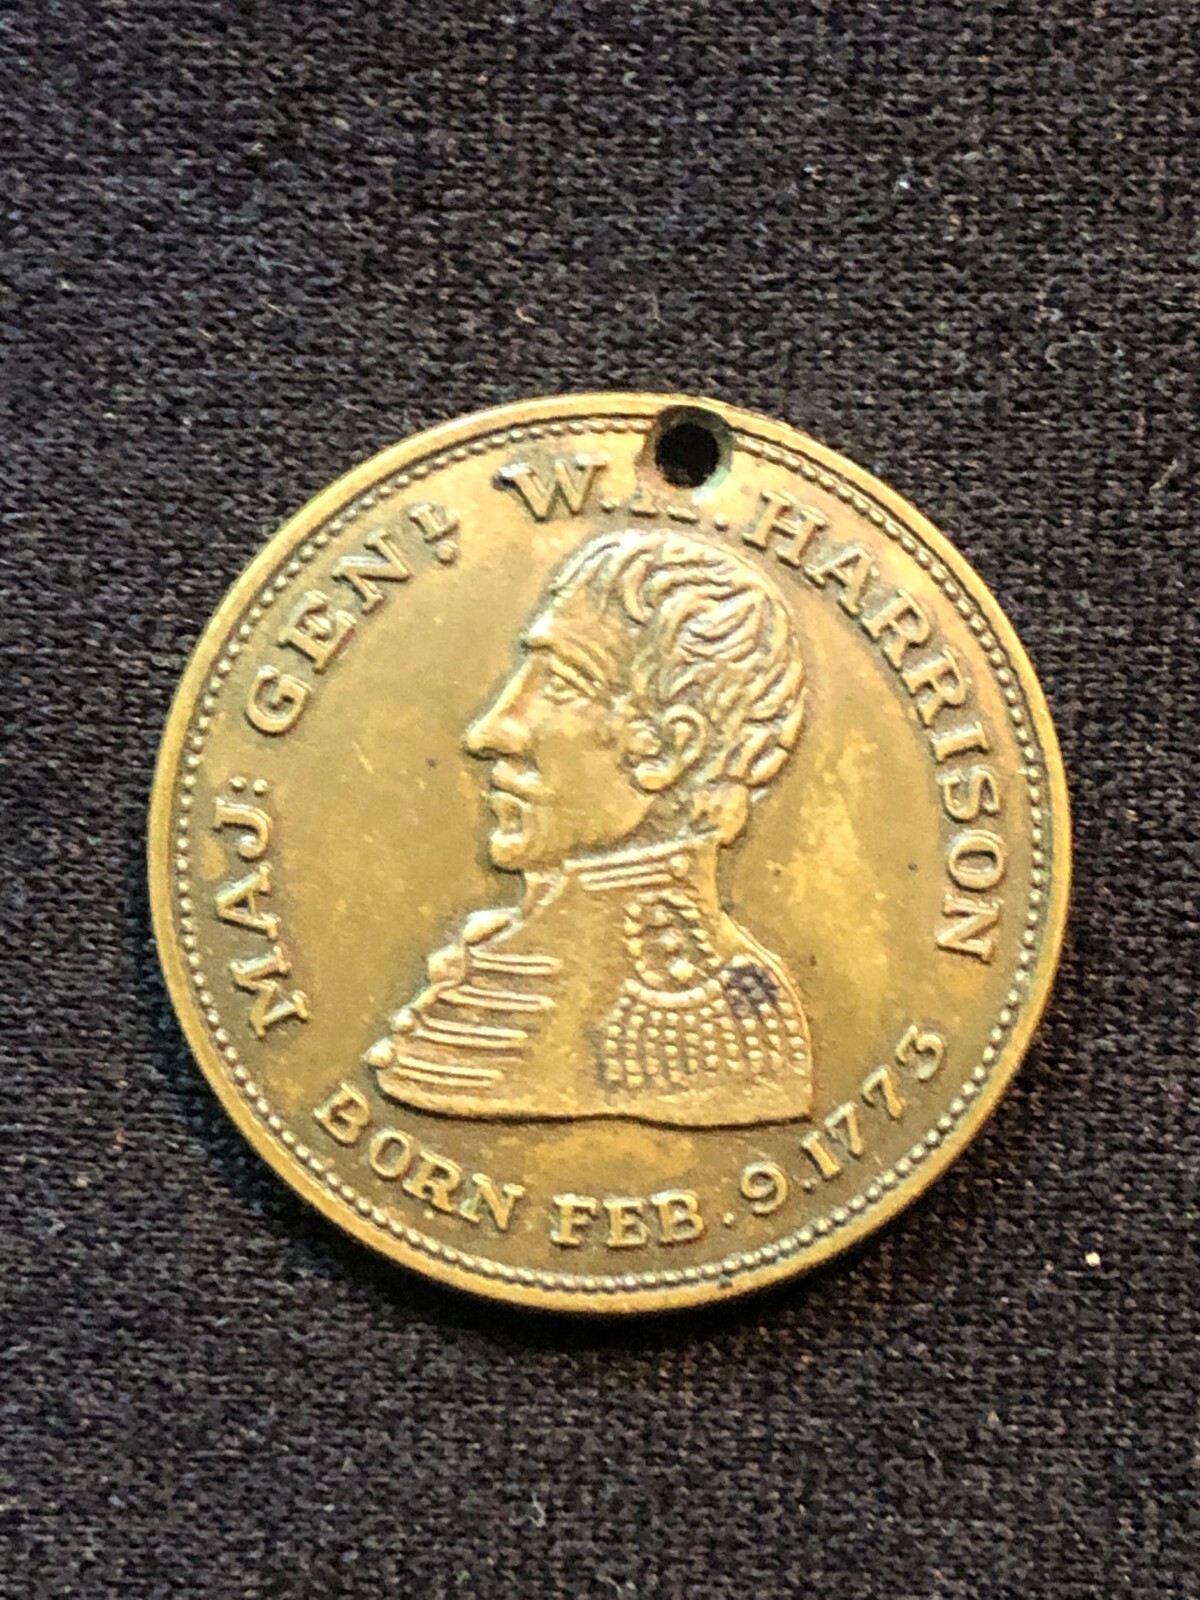 MAJ: GENL W.H. HARRISON
BORN FEB. 9. 1773